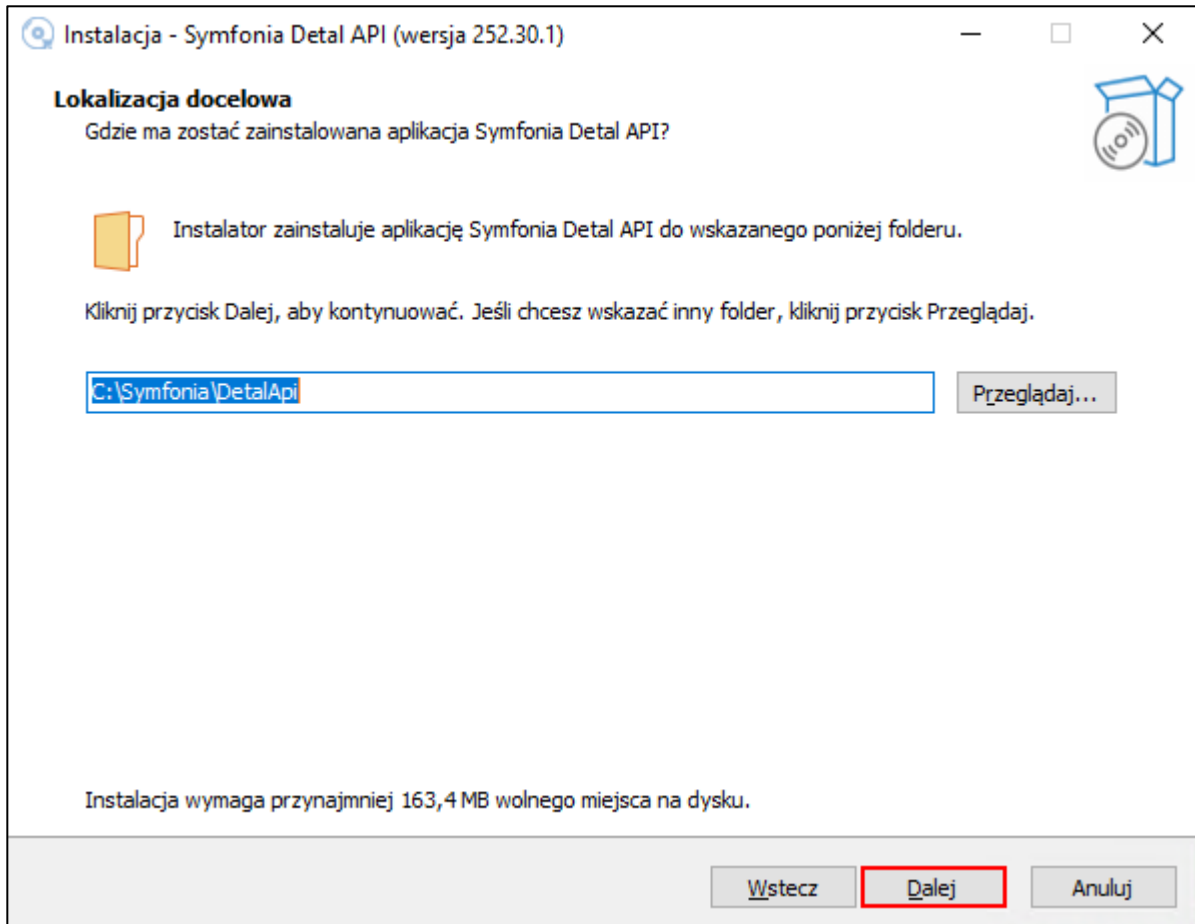 Instalacja - Symfonia Detal API (wersja 252.30.1)
Lokalizacja docelowa
Gdzie ma zostać zainstalowana aplikacja Symfonia Detal API?
Instalator zainstaluje aplikację Symfonia Detal API do wskazanego poniżej folderu.
Kliknij przycisk Dalej, aby kontynuować. Jeśli chcesz wskazać inny folder, kliknij przycisk Przeglądaj.
C:\Symfonia\DetalApi
Przeglądaj...
Instalacja wymaga przynajmniej 163,4 MB wolnego miejsca na dysku.
Wstecz Dalej Anuluj